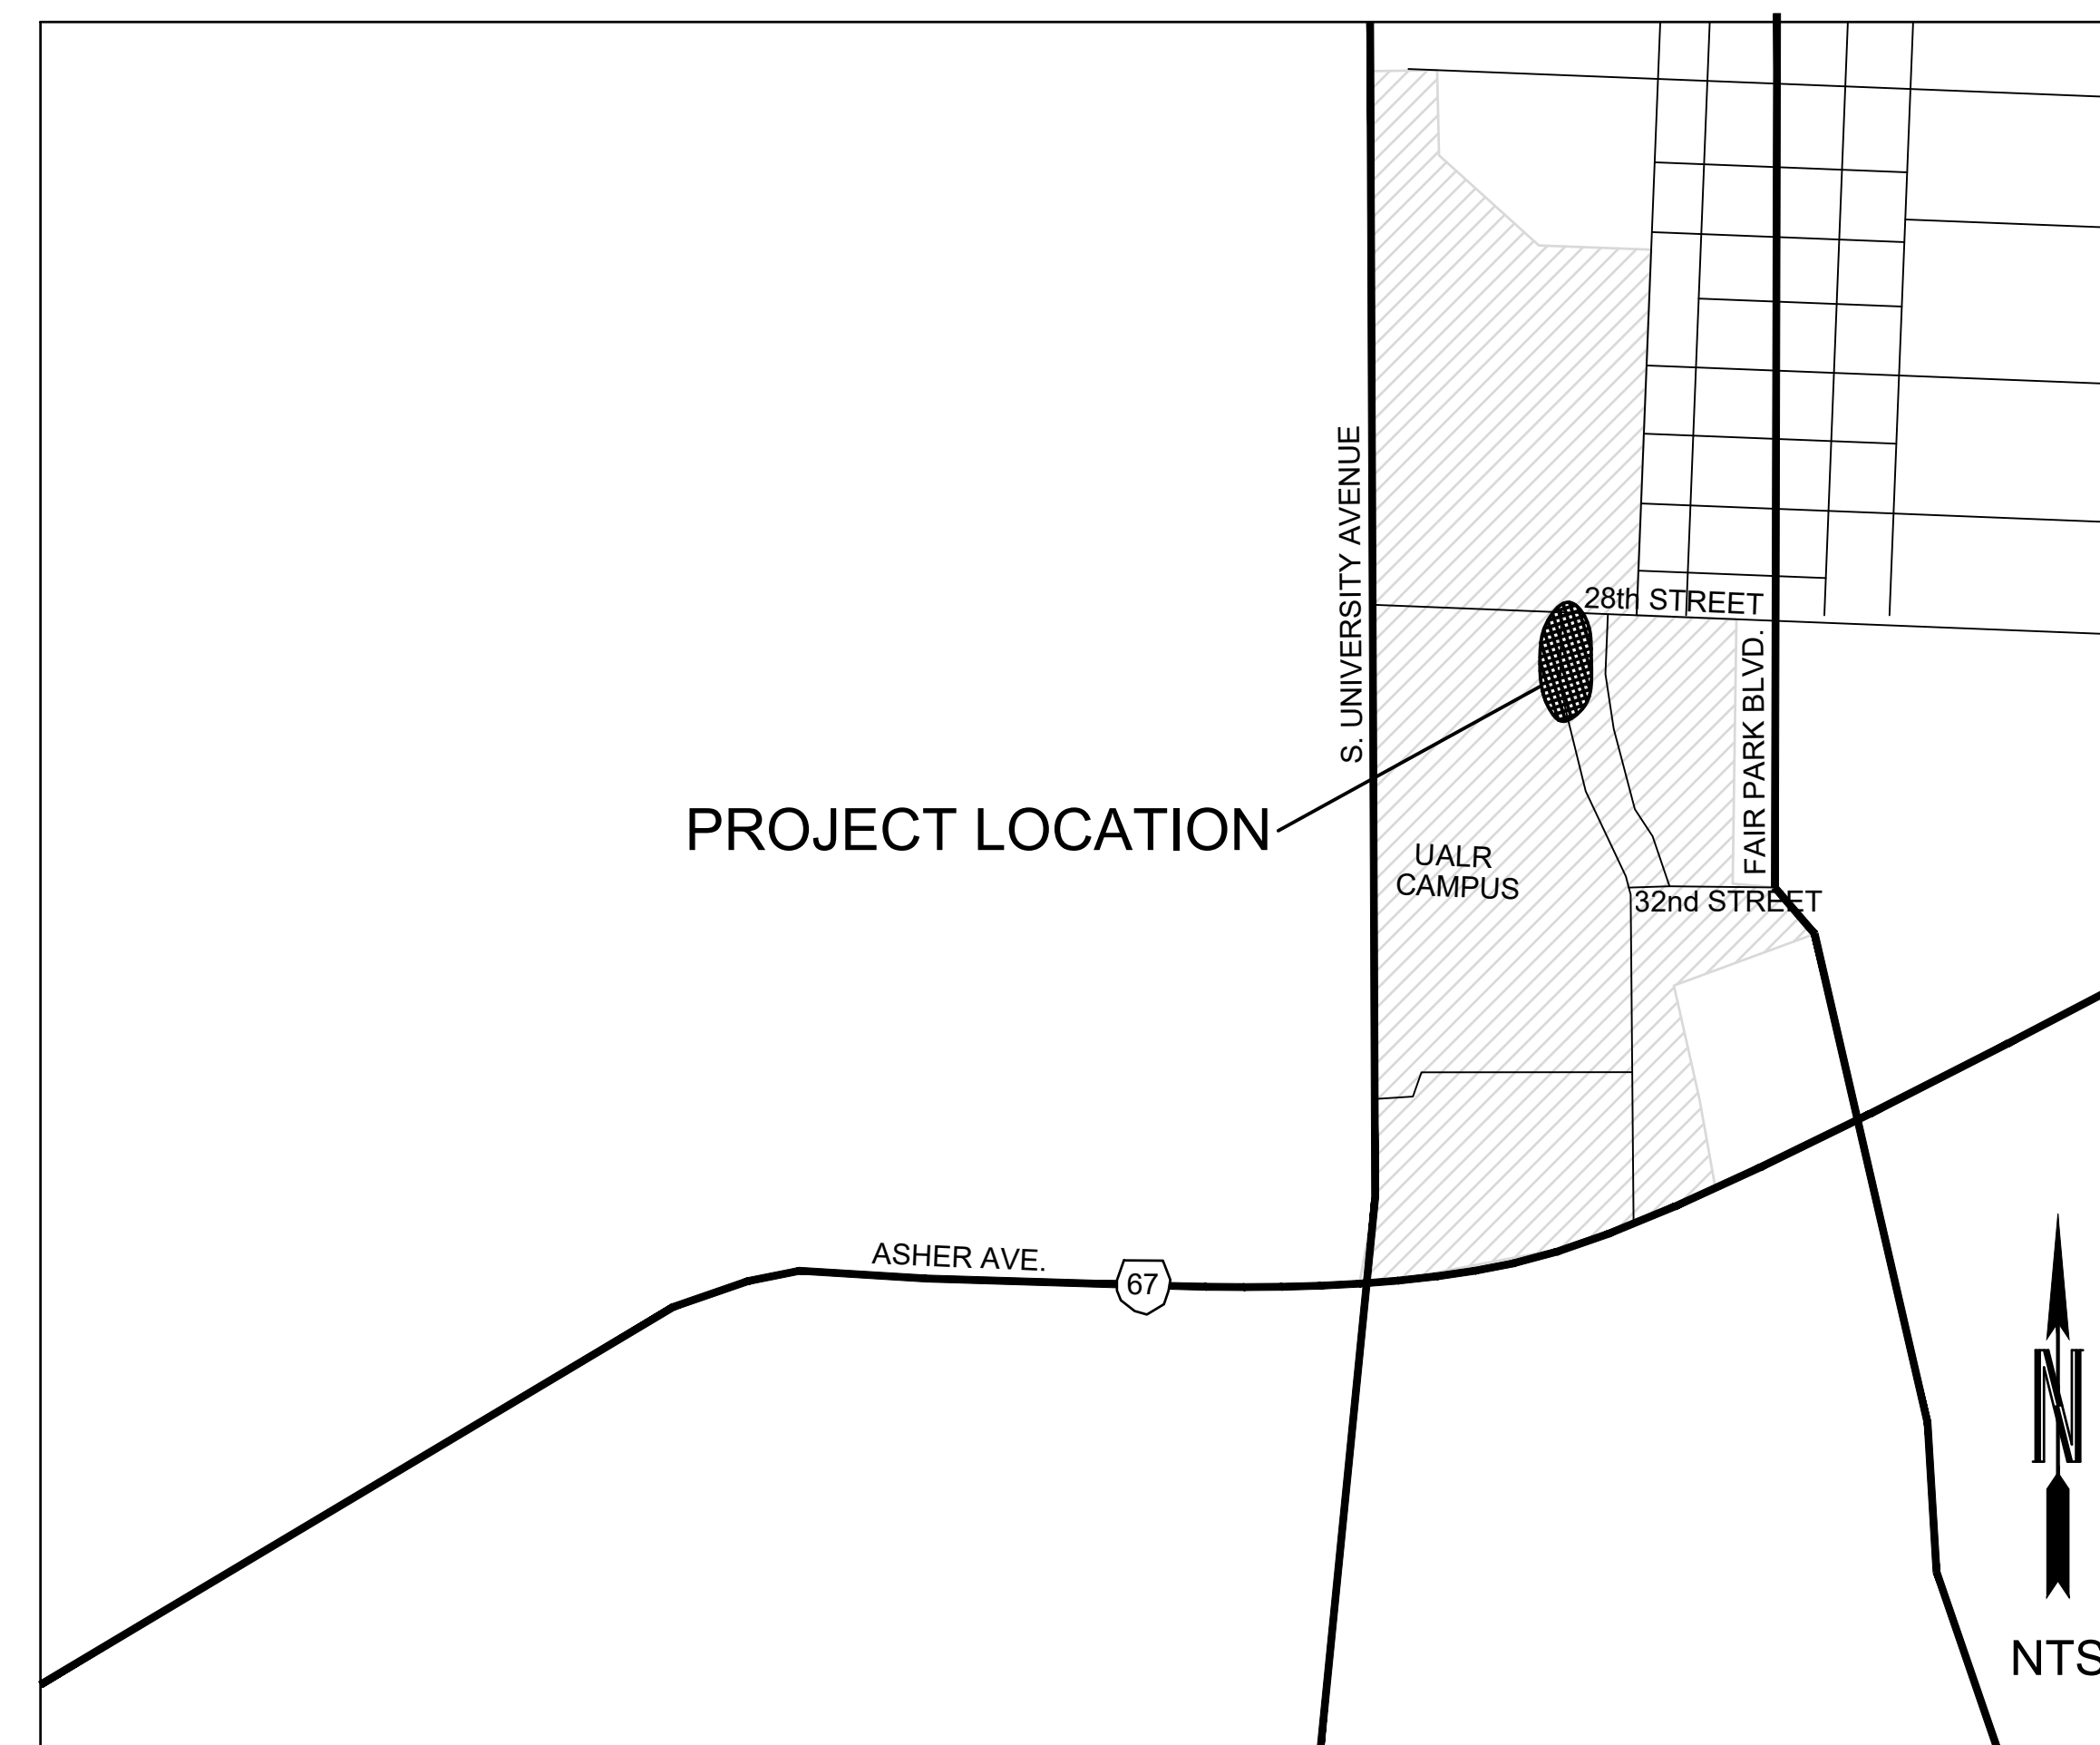 S. UNIVERSITY AVENUE
28th STREET
FAIR PARK BLVD.
PROJECT LOCATION
UALR
CAMPUS
32nd STREET
ASHER AVE.
67
N
NTS